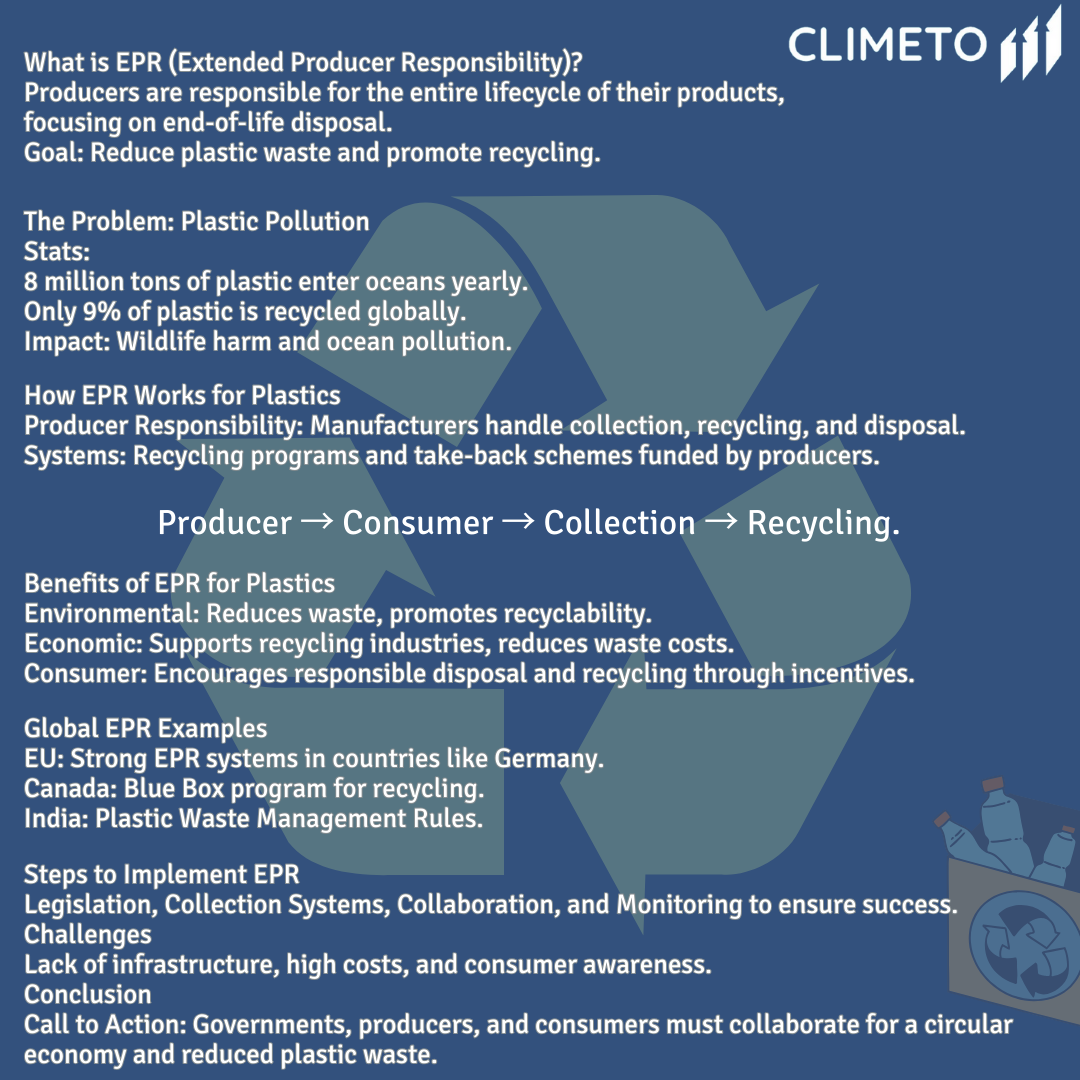 CLIMETO
What is EPR (Extended Producer Responsibility)?
Producers are responsible for the entire lifecycle of their products,
focusing on end-of-life disposal.
Goal: Reduce plastic waste and promote recycling.
The Problem: Plastic Pollution
Stats:
8 million tons of plastic enter oceans yearly.
Only 9% of plastic is recycled globally.
Impact: Wildlife harm and ocean pollution.
How EPR Works for Plastics
Producer Responsibility: Manufacturers handle collection, recycling, and disposal.
Systems: Recycling programs and take-back schemes funded by producers.
Producer → Consumer → Collection → Recycling.
Benefits of EPR for Plastics
Environmental: Reduces waste, promotes recyclability.
Economic: Supports recycling industries, reduces waste costs.
Consumer: Encourages responsible disposal and recycling through incentives.
Global EPR Examples
EU: Strong EPR systems in countries like Germany.
Canada: Blue Box program for recycling.
India: Plastic Waste Management Rules.
Steps to Implement EPR
Legislation, Collection Systems, Collaboration, and Monitoring to ensure success.
Challenges
Lack of infrastructure, high costs, and consumer awareness.
Conclusion
Call to Action: Governments, producers, and consumers must collaborate for a circular
economy and reduced plastic waste.